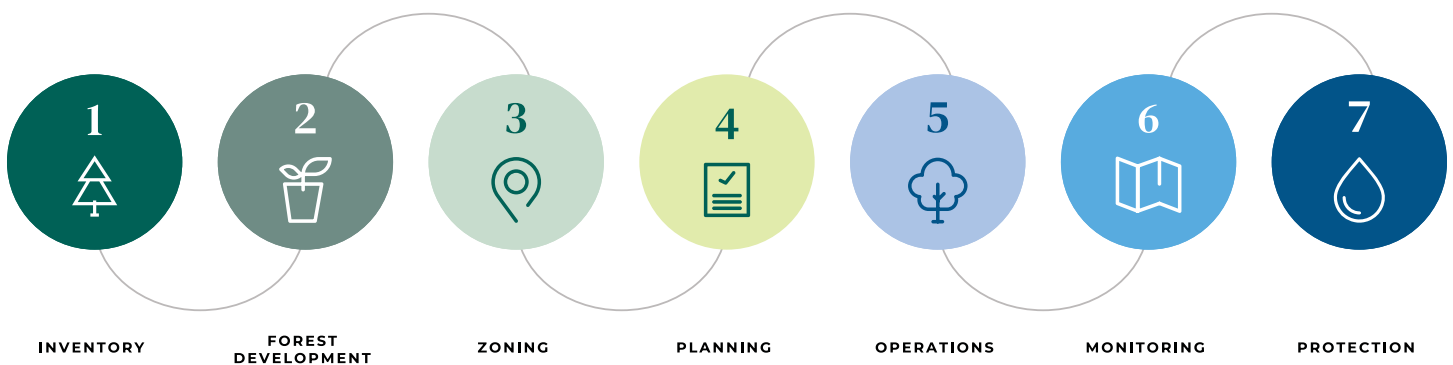 1
2
3
4
5
6
7
INVENTORY
FOREST
DEVELOPMENT
ZONING
PLANNING
OPERATIONS
MONITORING
PROTECTION